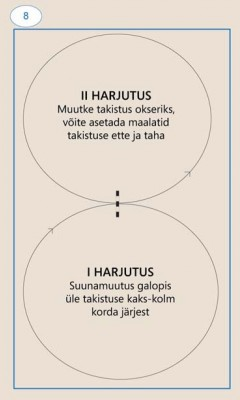 8
II HARJUTUS
Muutke takistus okseriks,
võite asetada maalatid
takistuse ette ja taha
I HARJUTUS
Suunamuutus galopis
üle takistuse kaks-kolm
korda järjest